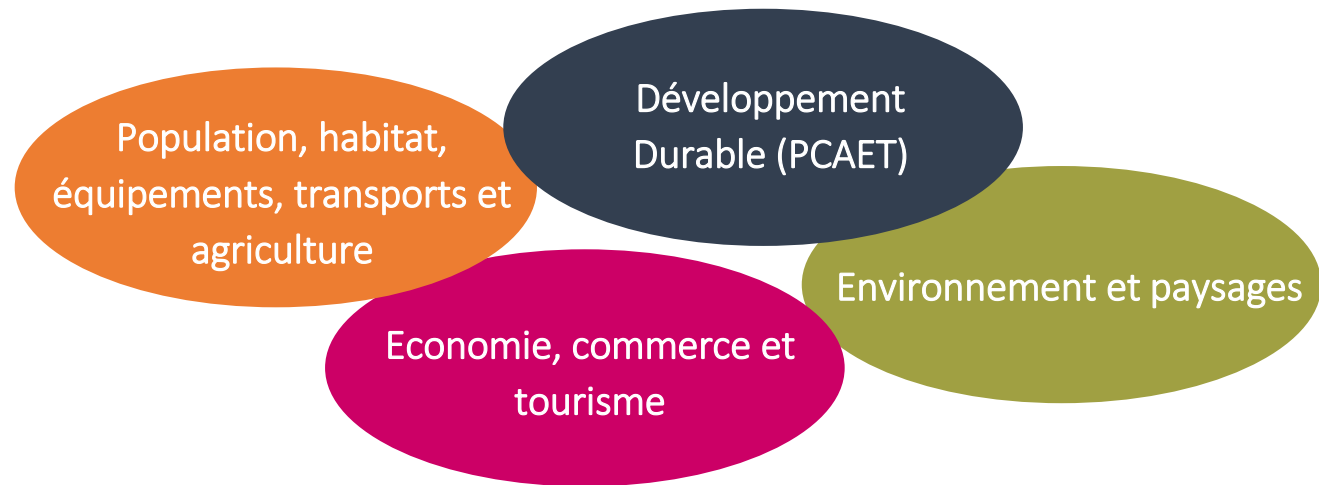 Population, habitat,
équipements, transports et
agriculture
Développement
Durable (PCAET)
Economie, commerce et
tourisme
Environnement et paysages